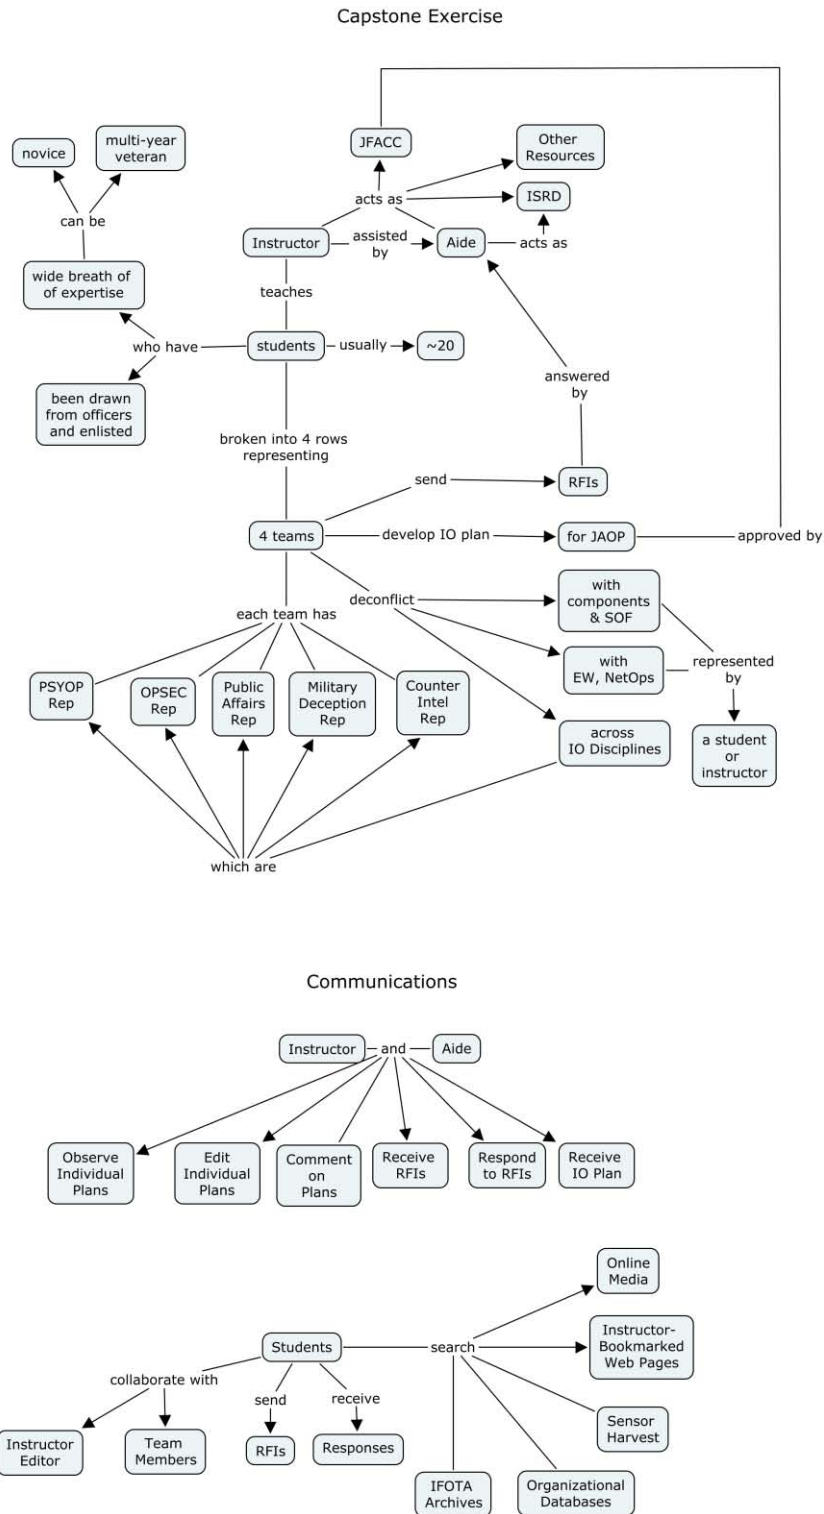 Capstone Exercise
JFACC
Other
Resources
novice
multi-year
veteran
acts as
ISRD
can be
Instructor
assisted
by
Aide
acts as
wide breath of
of expertise
teaches
who have
students
usually
~20
been drawn
from officers
and enlisted
answered
by
broken into 4 rows
representing
send
RFIs
4 teams
develop IO plan
for JAOP
approved by
deconflict
with
components
& SOF
each team has
with
EW, NetOps
represented
by
PSYOP
Rep
OPSEC
Rep
Public
Affairs
Rep
Military
Deception
Rep
Counter
Intel
Rep
across
IO Disciplines
a student
or
instructor
which are
Communications
Instructor
and
Aide
Observe
Individual
Plans
Edit
Individual
Plans
Comment
on
Plans
Receive
RFIs
Respond
to RFIs
Receive
IO Plan
Online
Media
Students
search
Instructor-
Bookmarked
Web Pages
collaborate with
send
receive
Sensor
Harvest
Instructor
Editor
Team
Members
RFIs
Responses
IFOTA
Archives
Organizational
Databases